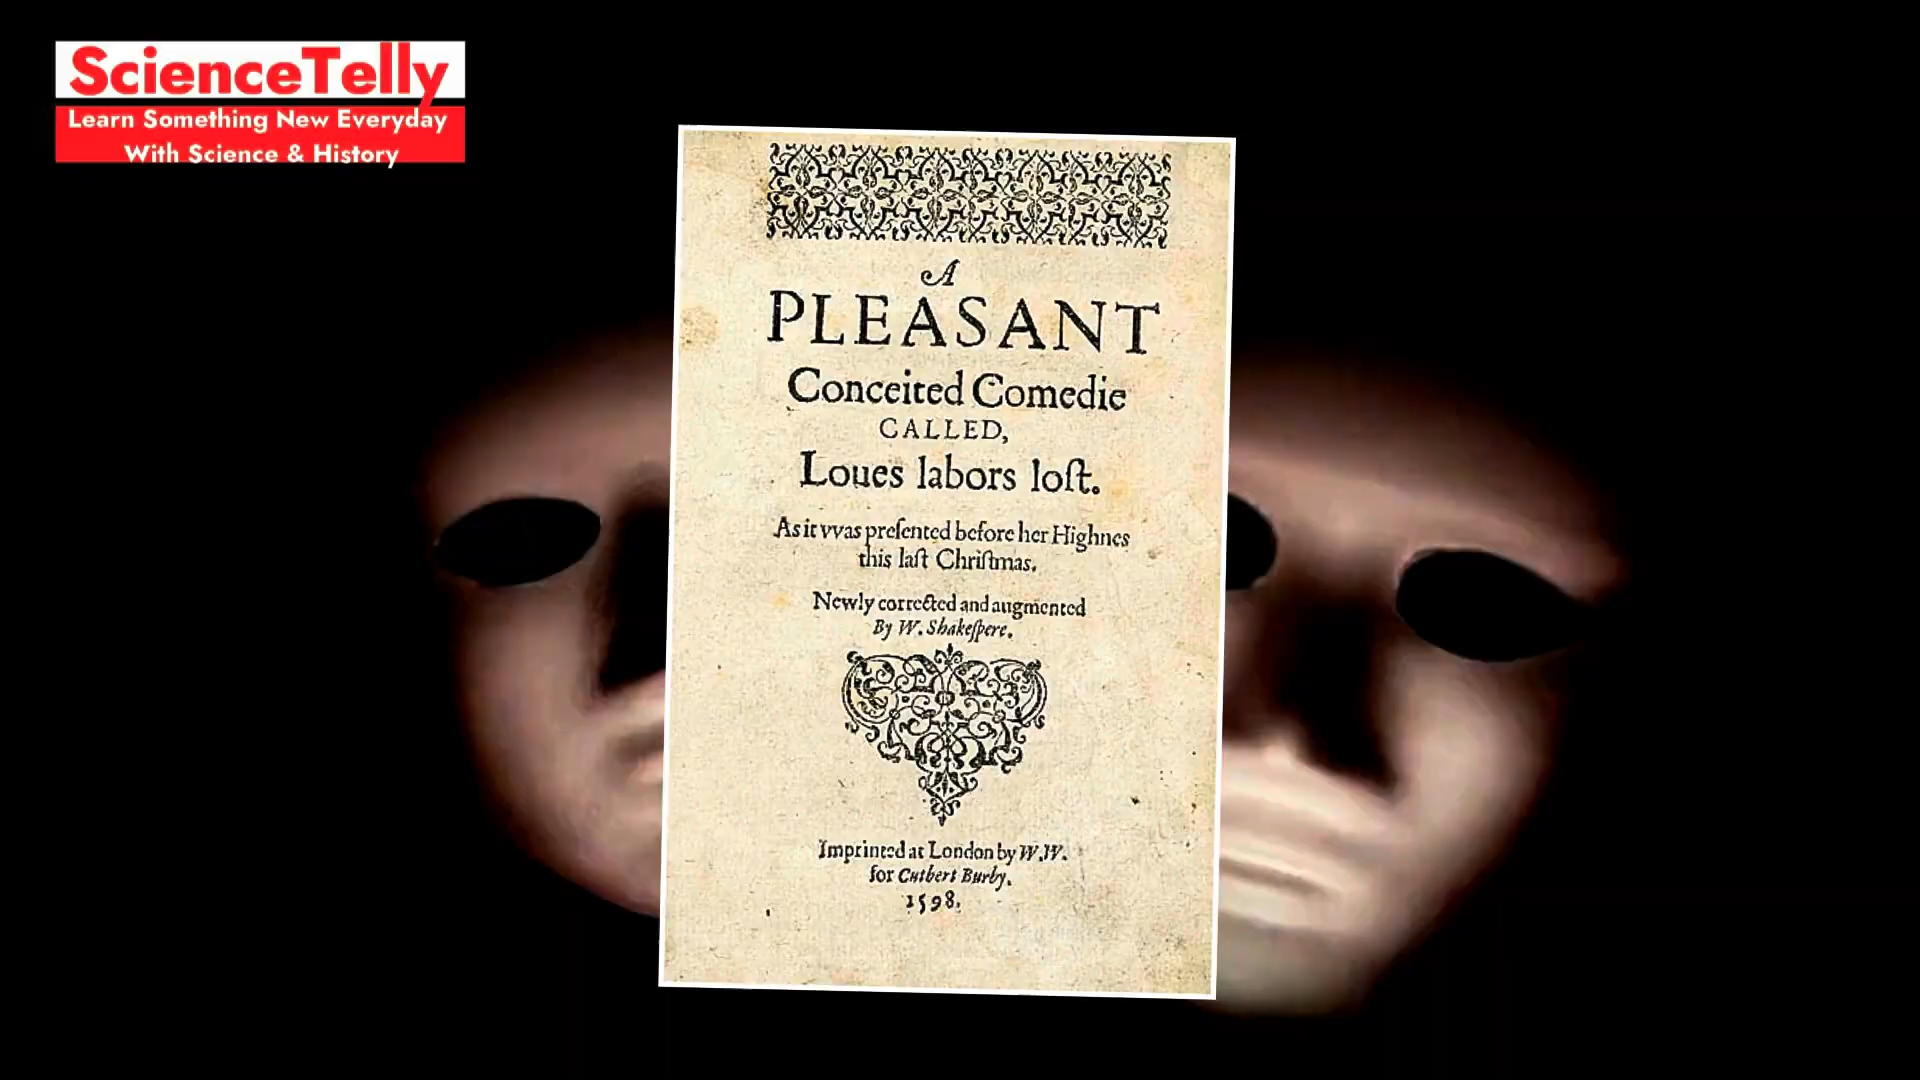 ScienceTelly
Learn Something New Everyday
With Science & History
A
PLEASANT
Conceited Comedie
CALLED,
Loues labors loſt.
As it vvas preſented before her Highnes
this laſt Chriſtmas.
Newly corrected and augmented
By W. Shakeſpere.
Imprinted at London by W.W.
for Cutbert Burby.
1598.